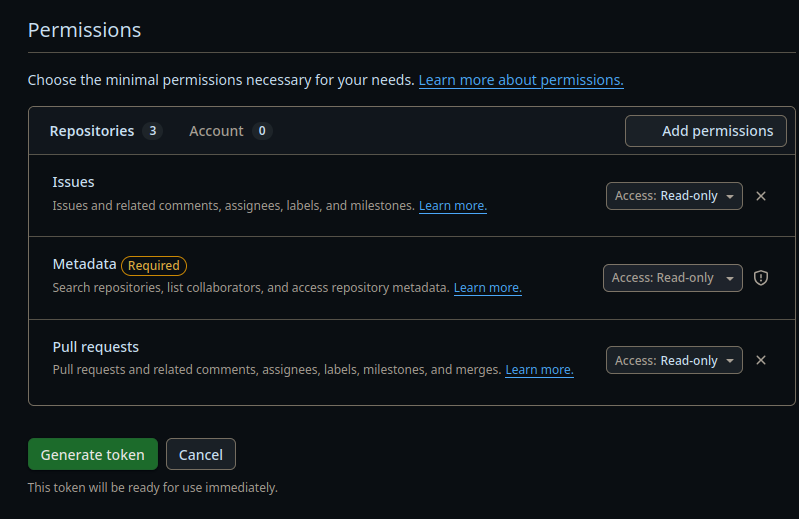 Permissions
Choose the minimal permissions necessary for your needs. Learn more about permissions.
Repositories 3 Account 0 Add permissions
Issues
Issues and related comments, assignees, labels, and milestones. Learn more.
Access: Read-only
Metadata Required
Search repositories, list collaborators, and access repository metadata. Learn more.
Access: Read-only
Pull requests
Pull requests and related comments, assignees, labels, milestones, and merges. Learn more.
Access: Read-only
Generate token Cancel
This token will be ready for use immediately.